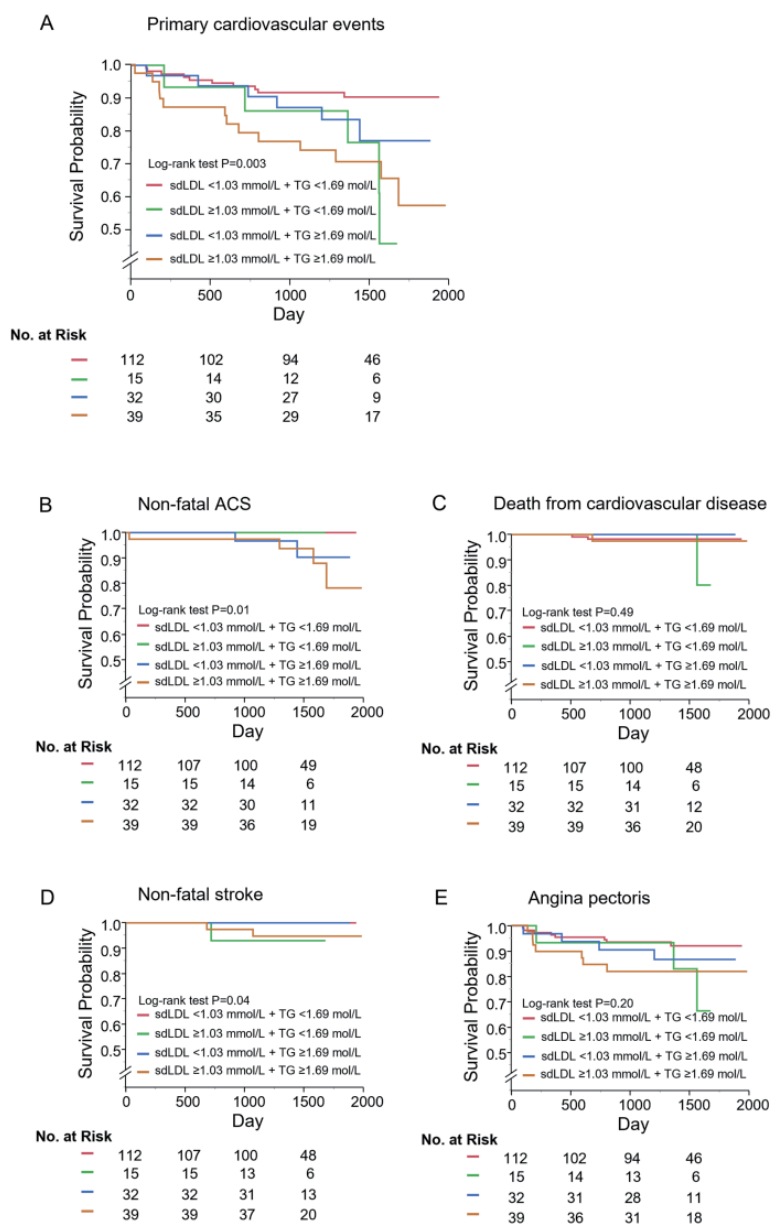 A
Primary cardiovascular events
1.0
0.9
0.8
0.7
0.6
0.5
Survival Probability
Log-rank test P=0.003
sdLDL <1.03 mmol/L + TG <1.69 mol/L
sdLDL ≥1.03 mmol/L + TG <1.69 mol/L
sdLDL <1.03 mmol/L + TG ≥1.69 mol/L
sdLDL ≥1.03 mmol/L + TG ≥1.69 mol/L
0 500 1000 1500 2000
Day
No. at Risk
112 102 94 46
15 14 12 6
32 30 27 9
39 35 29 17
B
Non-fatal ACS
1.0
0.9
0.8
0.7
0.6
0.5
Survival Probability
Log-rank test P=0.01
sdLDL <1.03 mmol/L + TG <1.69 mol/L
sdLDL ≥1.03 mmol/L + TG <1.69 mol/L
sdLDL <1.03 mmol/L + TG ≥1.69 mol/L
sdLDL ≥1.03 mmol/L + TG ≥1.69 mol/L
0 500 1000 1500 2000
Day
No. at Risk
112 107 100 49
15 15 14 6
32 32 30 11
39 39 36 19
C
Death from cardiovascular disease
1.0
0.9
0.8
0.7
0.6
0.5
Survival Probability
Log-rank test P=0.49
sdLDL <1.03 mmol/L + TG <1.69 mol/L
sdLDL ≥1.03 mmol/L + TG <1.69 mol/L
sdLDL <1.03 mmol/L + TG ≥1.69 mol/L
sdLDL ≥1.03 mmol/L + TG ≥1.69 mol/L
0 500 1000 1500 2000
Day
No. at Risk
112 107 100 48
15 15 14 6
32 32 31 12
39 39 36 20
D
Non-fatal stroke
1.0
0.9
0.8
0.7
0.6
0.5
Survival Probability
Log-rank test P=0.04
sdLDL <1.03 mmol/L + TG <1.69 mol/L
sdLDL ≥1.03 mmol/L + TG <1.69 mol/L
sdLDL <1.03 mmol/L + TG ≥1.69 mol/L
sdLDL ≥1.03 mmol/L + TG ≥1.69 mol/L
0 500 1000 1500 2000
Day
No. at Risk
112 107 100 48
15 15 13 6
32 32 31 13
39 39 37 20
E
Angina pectoris
1.0
0.9
0.8
0.7
0.6
0.5
Survival Probability
Log-rank test P=0.20
sdLDL <1.03 mmol/L + TG <1.69 mol/L
sdLDL ≥1.03 mmol/L + TG <1.69 mol/L
sdLDL <1.03 mmol/L + TG ≥1.69 mol/L
sdLDL ≥1.03 mmol/L + TG ≥1.69 mol/L
0 500 1000 1500 2000
Day
No. at Risk
112 102 94 46
15 14 13 6
32 31 28 11
39 36 31 18